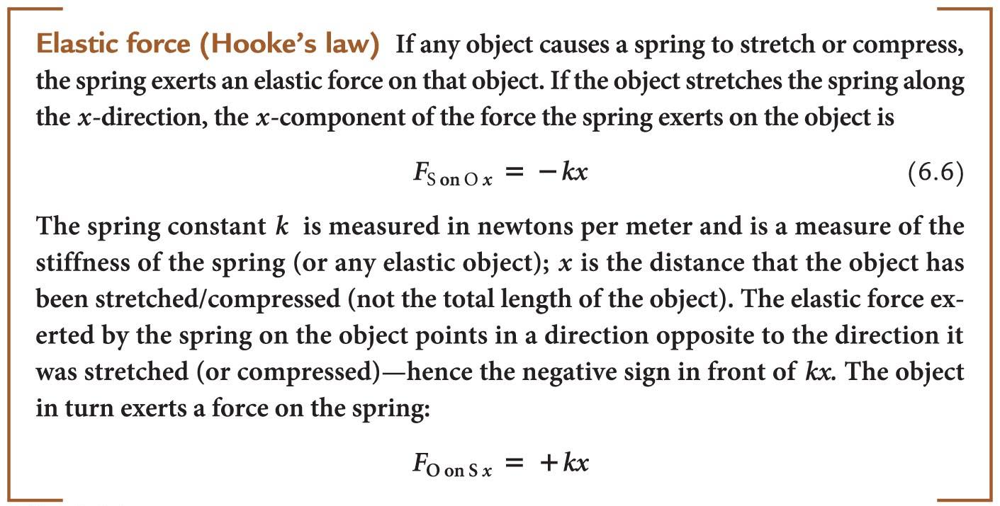 Elastic force (Hooke’s law) If any object causes a spring to stretch or compress,
the spring exerts an elastic force on that object. If the object stretches the spring along
the x-direction, the x-component of the force the spring exerts on the object is
F_S on O x = −kx (6.6)
The spring constant k is measured in newtons per meter and is a measure of the
stiffness of the spring (or any elastic object); x is the distance that the object has
been stretched/compressed (not the total length of the object). The elastic force ex-
erted by the spring on the object points in a direction opposite to the direction it
was stretched (or compressed)—hence the negative sign in front of kx. The object
in turn exerts a force on the spring:
F_O on S x = +kx